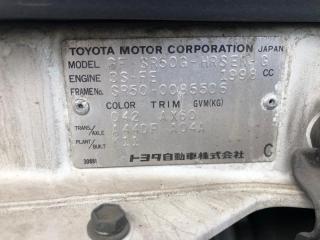 TOYOTA MOTOR CORPORATION JAPAN
MODEL GF-SR50G-HRSEK-G
ENGINE 3S-FE 1998 CC
FRAME No. SR50-0095506
COLOR TRIM GVM(KG)
042 AX60
TRANS/AXLE A44DF A04A
PLANT/BUILT A11
トヨタ自動車株式会社
C